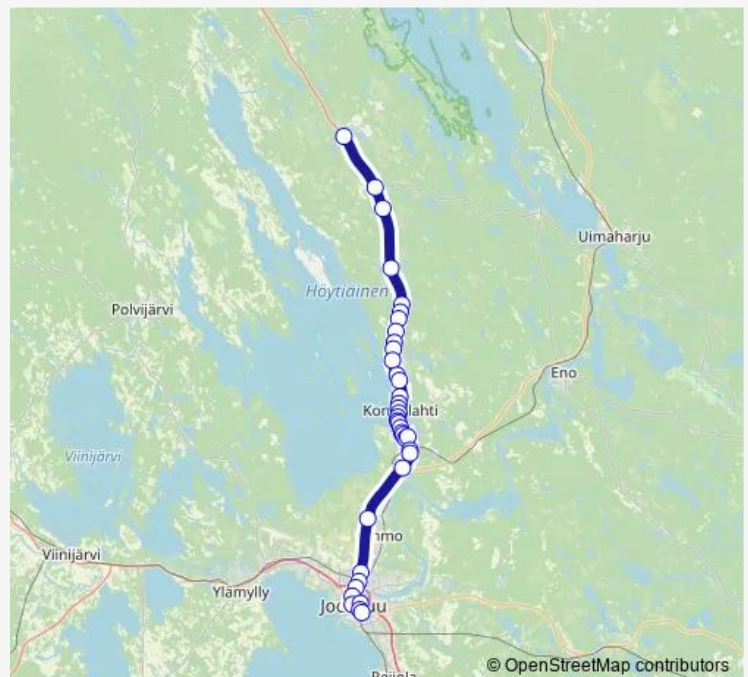 Uimaharju
Höytiäinen
Polvijärvi
Eno
Viinijärvi
Viinijärvi
Ylämylly
© OpenStreetMap contributors